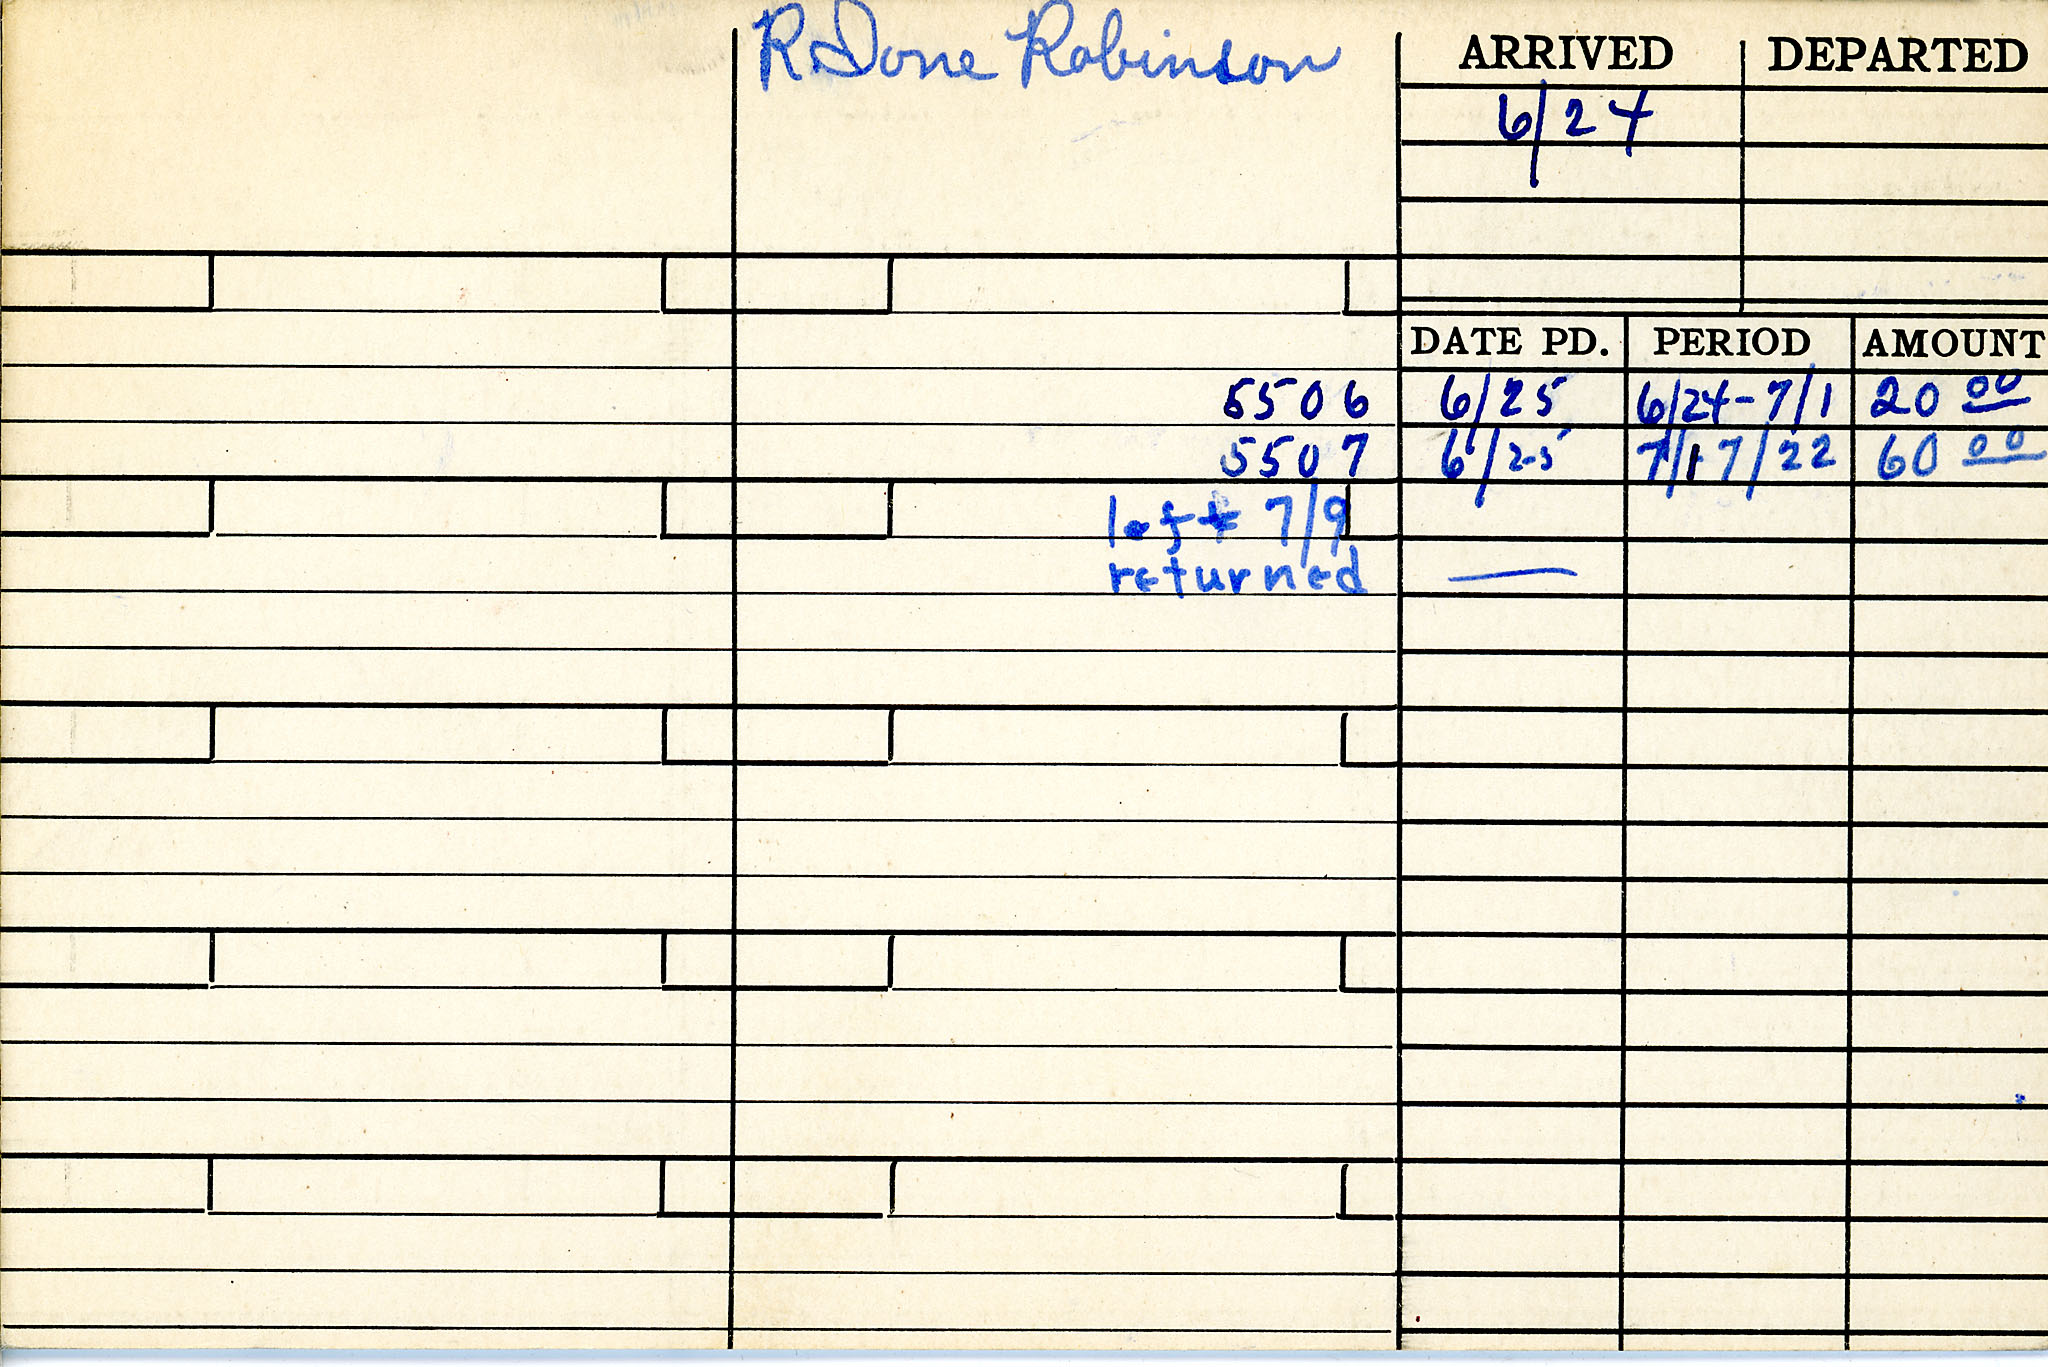 R Done Robinson
ARRIVED DEPARTED
6/24
DATE PD. PERIOD AMOUNT
5506 6/25 6/24-7/1 20 00
5507 6/25 7/1 7/22 60 00
left 7/9
returned —